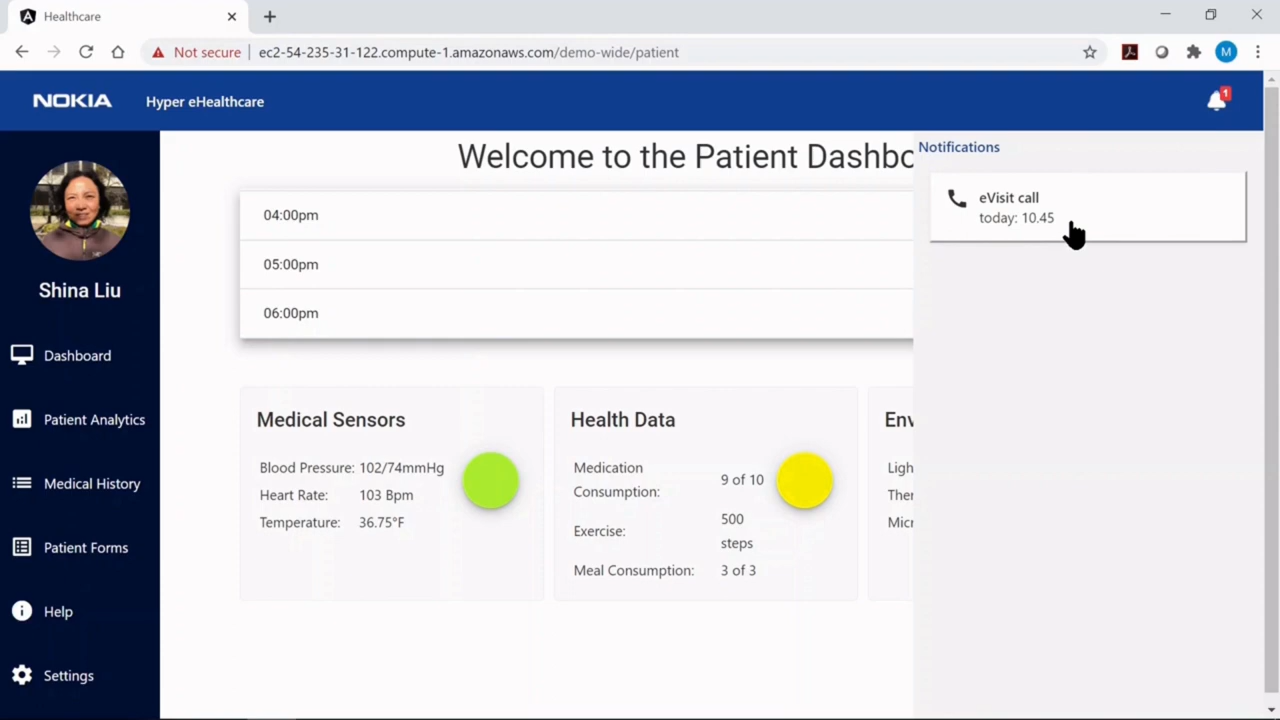 Healthcare
Not secure
ec2-54-235-31-122.compute-1.amazonaws.com/demo-wide/patient
M
NOKIA
Hyper eHealthcare
1
Shina Liu
Dashboard
Patient Analytics
Medical History
Patient Forms
Help
Settings
Welcome to the Patient Dashbo
04:00pm
05:00pm
06:00pm
Medical Sensors
Blood Pressure: 102/74mmHg
Heart Rate: 103 Bpm
Temperature: 36.75°F
Health Data
Medication
Consumption: 9 of 10
Exercise: 500
steps
Meal Consumption: 3 of 3
Env
Ligh
Ther
Micr
Notifications
eVisit call
today: 10.45